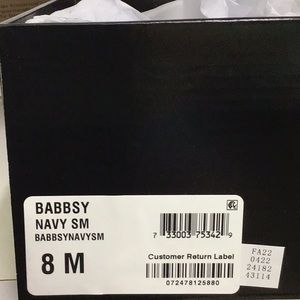 BABBSY
NAVY SM
BABBSYNAVYSM
8 M
7 33003 75342 9
Customer Return Label
072478125880
FA22
0422
24182
43114